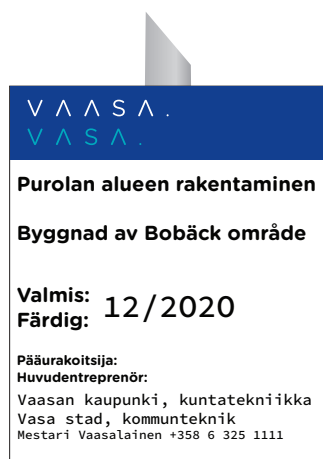 VAASA.
VASA.
Purolan alueen rakentaminen
Byggnad av Bobäck område
Valmis:
Färdig: 12/2020
Pääurakoitsija:
Huvudentreprenör:
Vaasan kaupunki, kuntatekniikka
Vasa stad, kommunteknik
Mestari Vaasalainen +358 6 325 1111